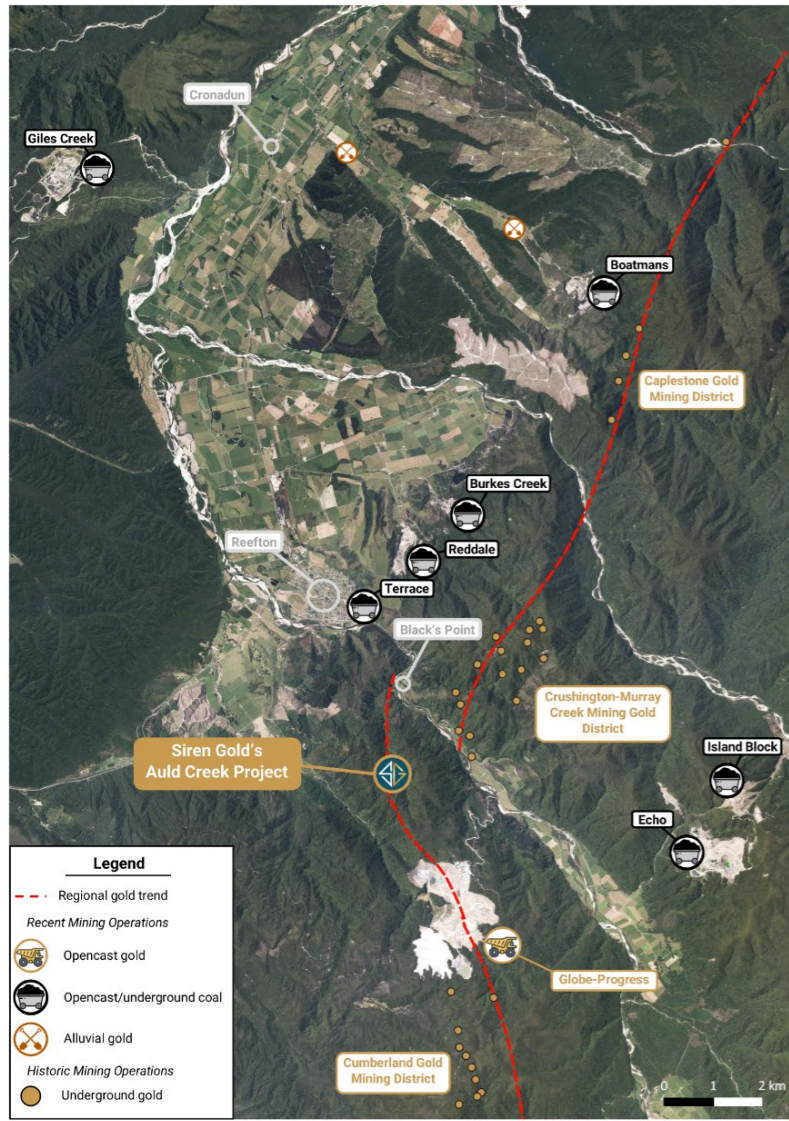 Cronadun
Giles Creek
Boatmans
Caplestone Gold
Mining District
Burkes Creek
Reddale
Reefton
Terrace
Black's Point
Crushington-Murray
Creek Mining Gold
District
Siren Gold's
Auld Creek Project
Island Block
Echo
Globe-Progress
Cumberland Gold
Mining District
Legend
Regional gold trend
Recent Mining Operations
Opencast gold
Opencast/underground coal
Alluvial gold
Historic Mining Operations
Underground gold
0 1 2 km